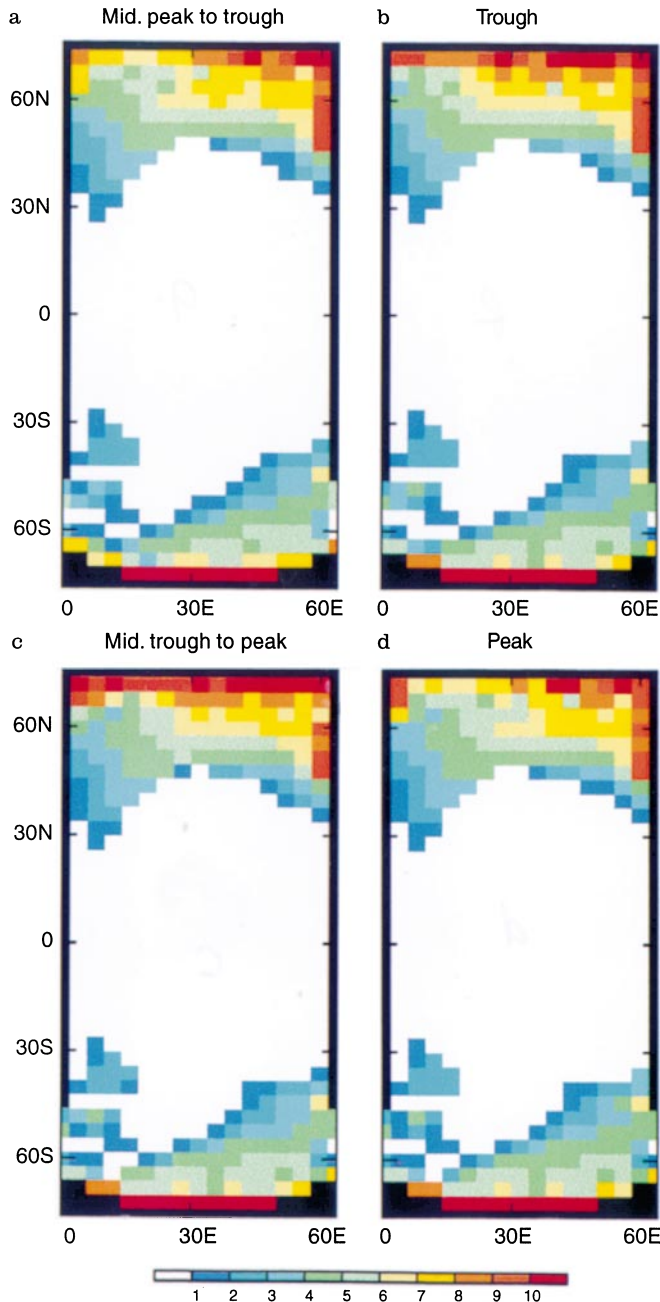 a Mid. peak to trough
b Trough
60N
30N
0
30S
60S
0 30E 60E
0 30E 60E
c Mid. trough to peak
d Peak
60N
30N
0
30S
60S
0 30E 60E
0 30E 60E
1 2 3 4 5 6 7 8 9 10